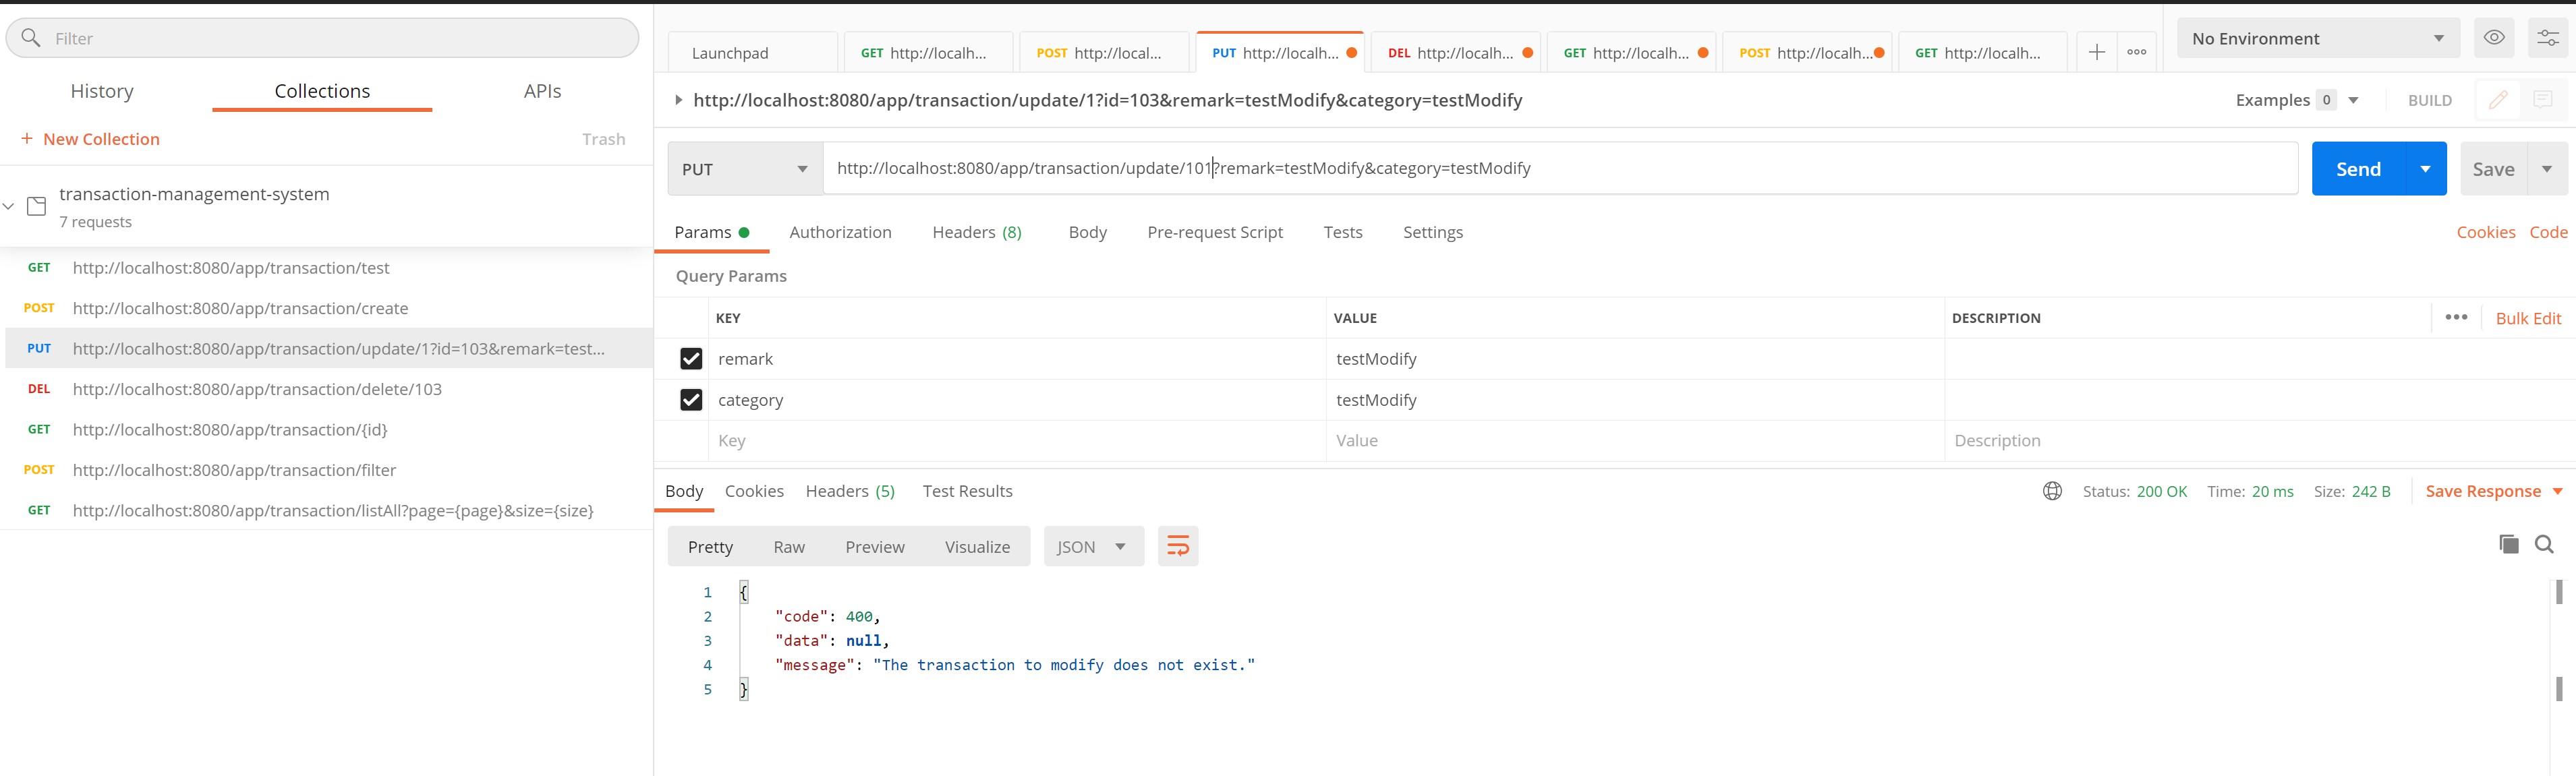 Filter
History Collections APIs
+ New Collection Trash
transaction-management-system
7 requests
GET http://localhost:8080/app/transaction/test
POST http://localhost:8080/app/transaction/create
PUT http://localhost:8080/app/transaction/update/1?id=103&remark=test...
DEL http://localhost:8080/app/transaction/delete/103
GET http://localhost:8080/app/transaction/{id}
POST http://localhost:8080/app/transaction/filter
GET http://localhost:8080/app/transaction/listAll?page={page}&size={size}
Launchpad GET http://localh... POST http://local... PUT http://localh... DEL http://localh... GET http://localh... POST http://localh... GET http://localh... No Environment
http://localhost:8080/app/transaction/update/1?id=103&remark=testModify&category=testModify Examples 0 BUILD
PUT http://localhost:8080/app/transaction/update/101?remark=testModify&category=testModify Send Save
Params Authorization Headers (8) Body Pre-request Script Tests Settings Cookies Code
Query Params
KEY VALUE DESCRIPTION Bulk Edit
remark testModify
category testModify
Key Value Description
Body Cookies Headers (5) Test Results Status: 200 OK Time: 20 ms Size: 242 B Save Response
Pretty Raw Preview Visualize JSON
1 {
2 "code": 400,
3 "data": null,
4 "message": "The transaction to modify does not exist."
5 }